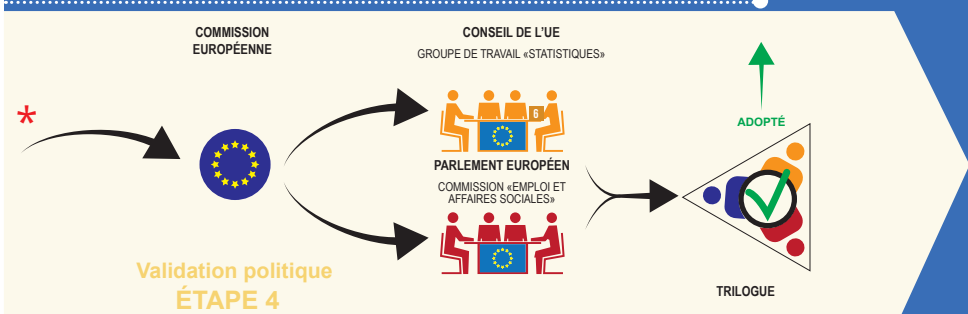 COMMISSION
EUROPÉENNE
CONSEIL DE L'UE
GROUPE DE TRAVAIL «STATISTIQUES»
6
PARLEMENT EUROPÉEN
COMMISSION «EMPLOI ET
AFFAIRES SOCIALES»
ADOPTÉ
TRILOGUE
*
Validation politique
ÉTAPE 4